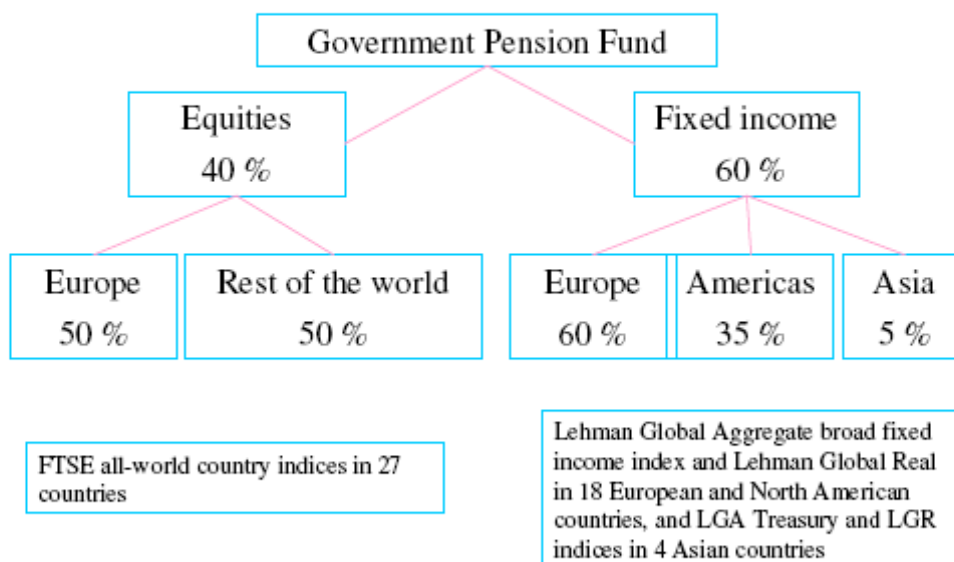 Government Pension Fund
Equities
40 %
Fixed income
60 %
Europe
50 %
Rest of the world
50 %
Europe
60 %
Americas
35 %
Asia
5 %
FTSE all-world country indices in 27
countries
Lehman Global Aggregate broad fixed
income index and Lehman Global Real
in 18 European and North American
countries, and LGA Treasury and LGR
indices in 4 Asian countries